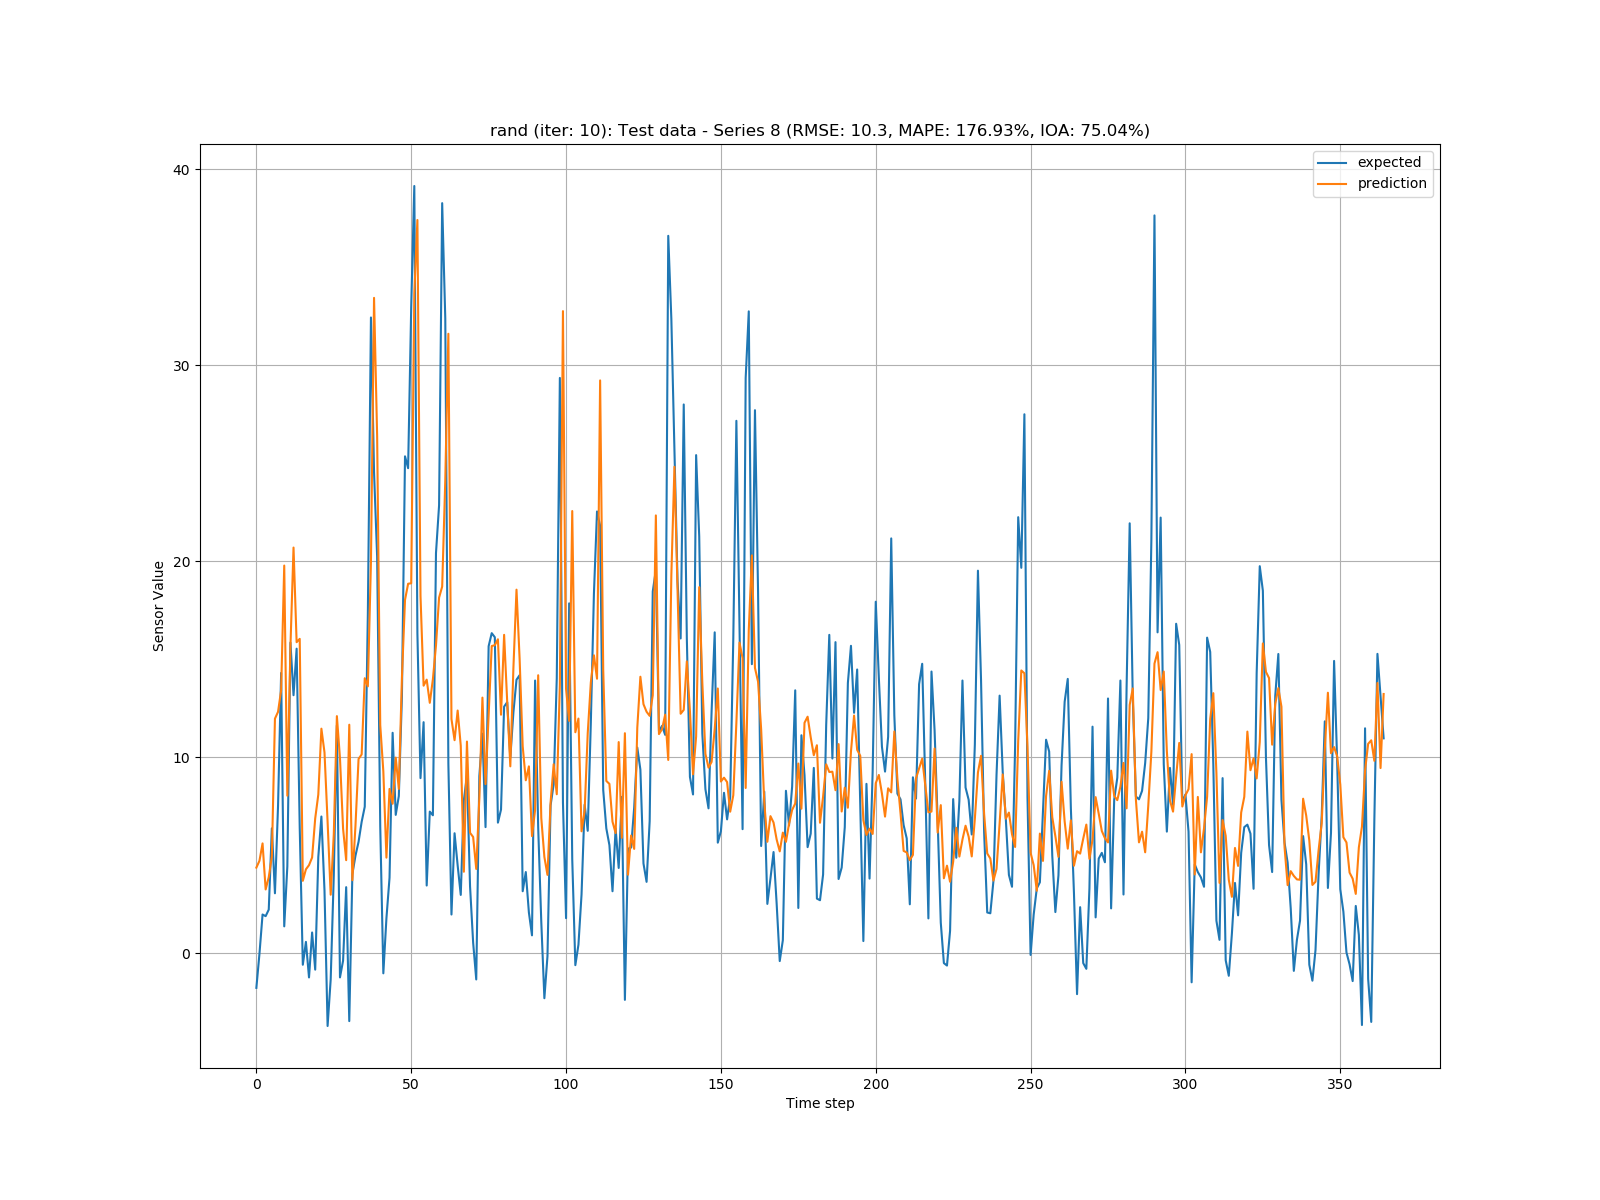 rand (iter: 10): Test data - Series 8 (RMSE: 10.3, MAPE: 176.93%, IOA: 75.04%)
expected
prediction
40
30
20
10
0
Sensor Value
0 50 100 150 200 250 300 350
Time step